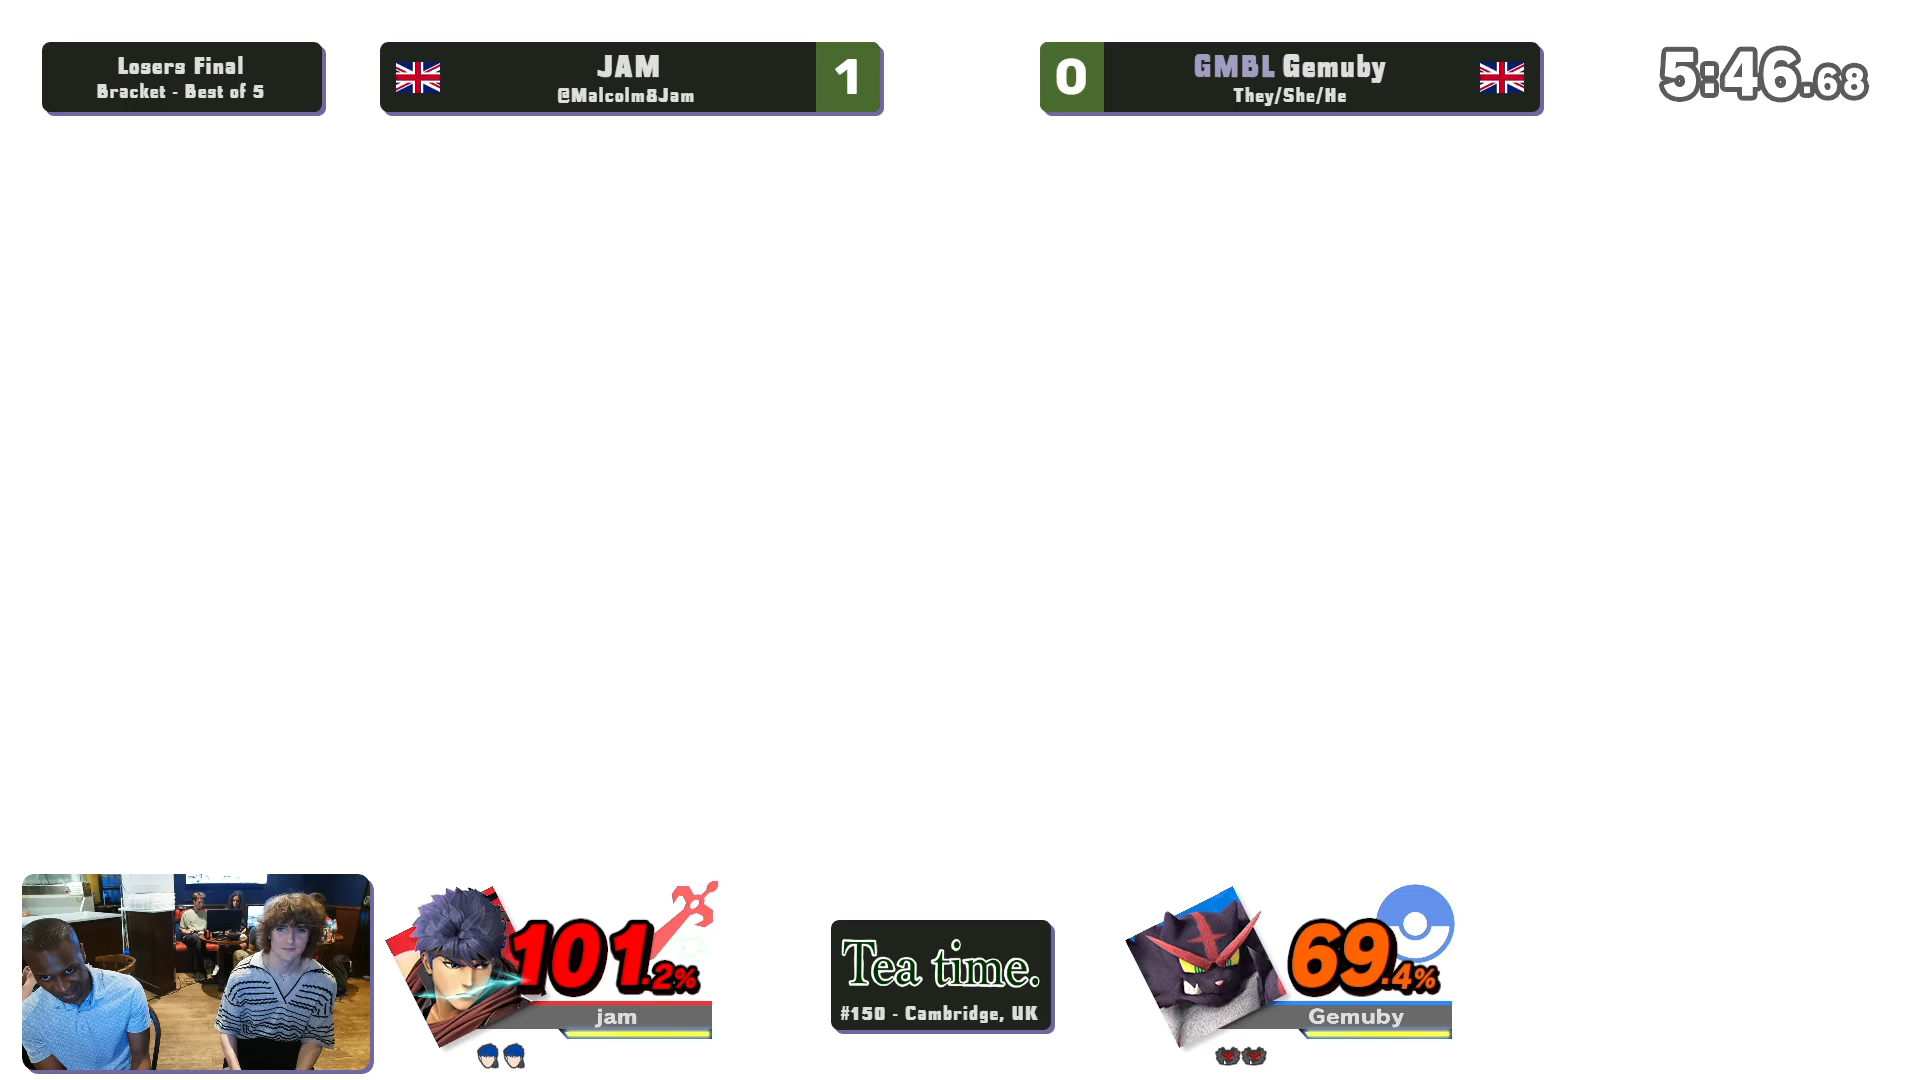 Losers Final
Bracket - Best of 5
JAM
@Malcolm8Jam
1
0
GMBL Gemuby
They/She/He
5:46.68
101.2%
jam
Tea time.
#150 - Cambridge, UK
69.4%
Gemuby